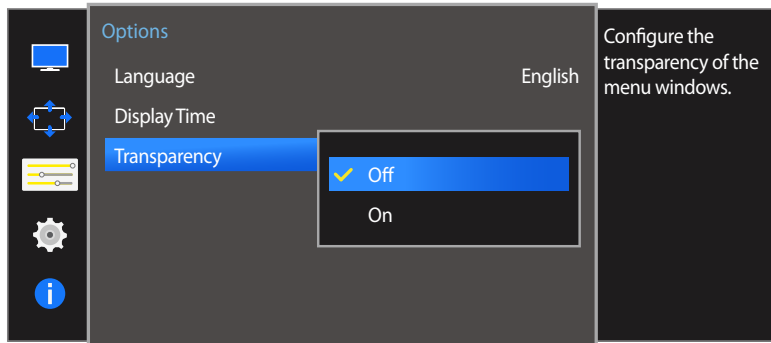 Options
Language English
Display Time
Transparency
Off
On
Configure the
transparency of the
menu windows.